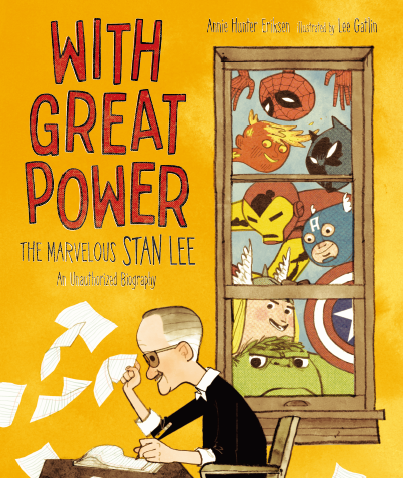 Annie Hunter Eriksen illustrated by Lee Gatlin
WITH
GREAT
POWER
THE MARVELOUS STAN LEE
An Unauthorized Biography